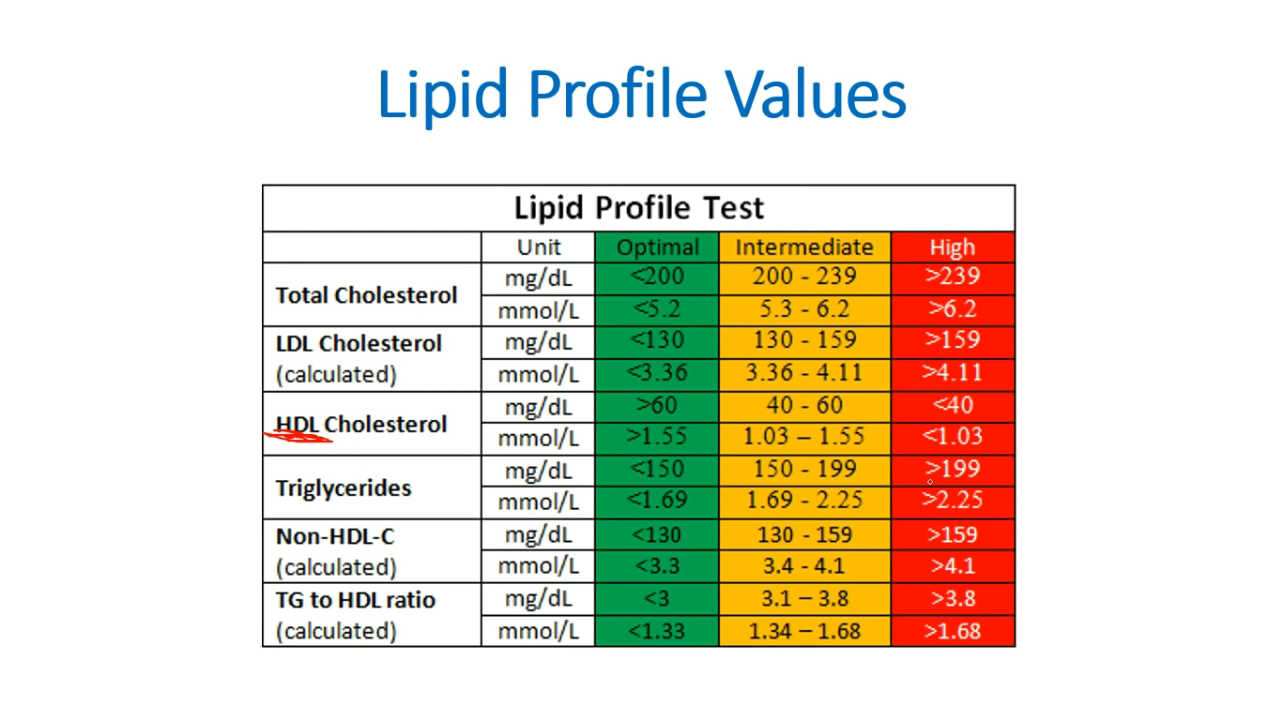 Lipid Profile Values
Lipid Profile Test
Unit Optimal Intermediate High
Total Cholesterol
mg/dL <200 200 - 239 >239
mmol/L <5.2 5.3 - 6.2 >6.2
LDL Cholesterol
(calculated)
mg/dL <130 130 - 159 >159
mmol/L <3.36 3.36 - 4.11 >4.11
HDL Cholesterol
mg/dL >60 40 - 60 <40
mmol/L >1.55 1.03 – 1.55 <1.03
Triglycerides
mg/dL <150 150 - 199 >199
mmol/L <1.69 1.69 - 2.25 >2.25
Non-HDL-C
(calculated)
mg/dL <130 130 - 159 >159
mmol/L <3.3 3.4 - 4.1 >4.1
TG to HDL ratio
(calculated)
mg/dL <3 3.1 – 3.8 >3.8
mmol/L <1.33 1.34 – 1.68 >1.68